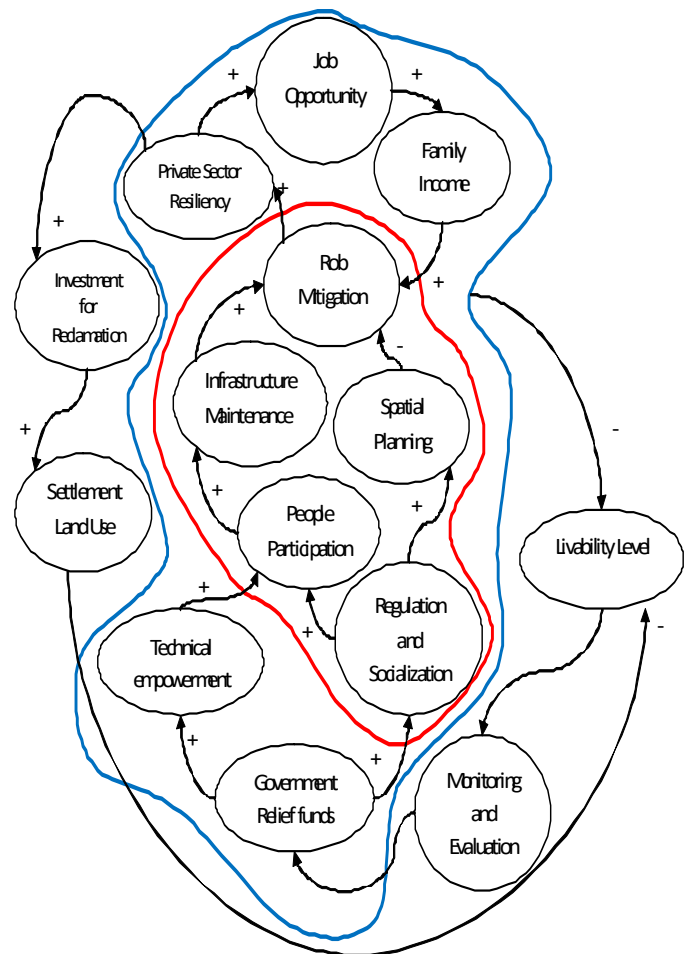 Job
Opportunity
+
+
Family
Income
Private Sector
Resiliency
+
+
Rob
Mitigation
+
Investment
for
Reclamation
+
-
Infrastructure
Maintenance
Spatial
Planning
+
-
Settlement
Land Use
+
+
People
Participation
Livability Level
+
+
Regulation
and
Socialization
-
Technical
empowerment
+
+
Government
Relief funds
Monitoring
and
Evaluation